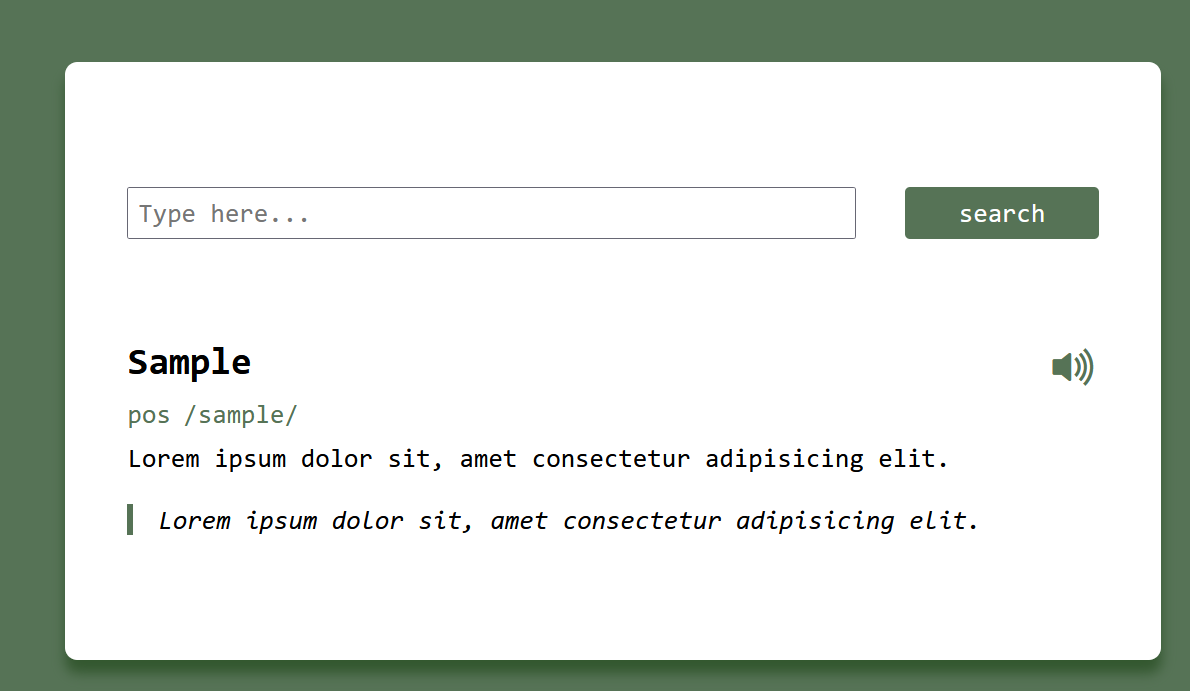 Type here...
search
Sample
pos /sample/
Lorem ipsum dolor sit, amet consectetur adipisicing elit.
Lorem ipsum dolor sit, amet consectetur adipisicing elit.